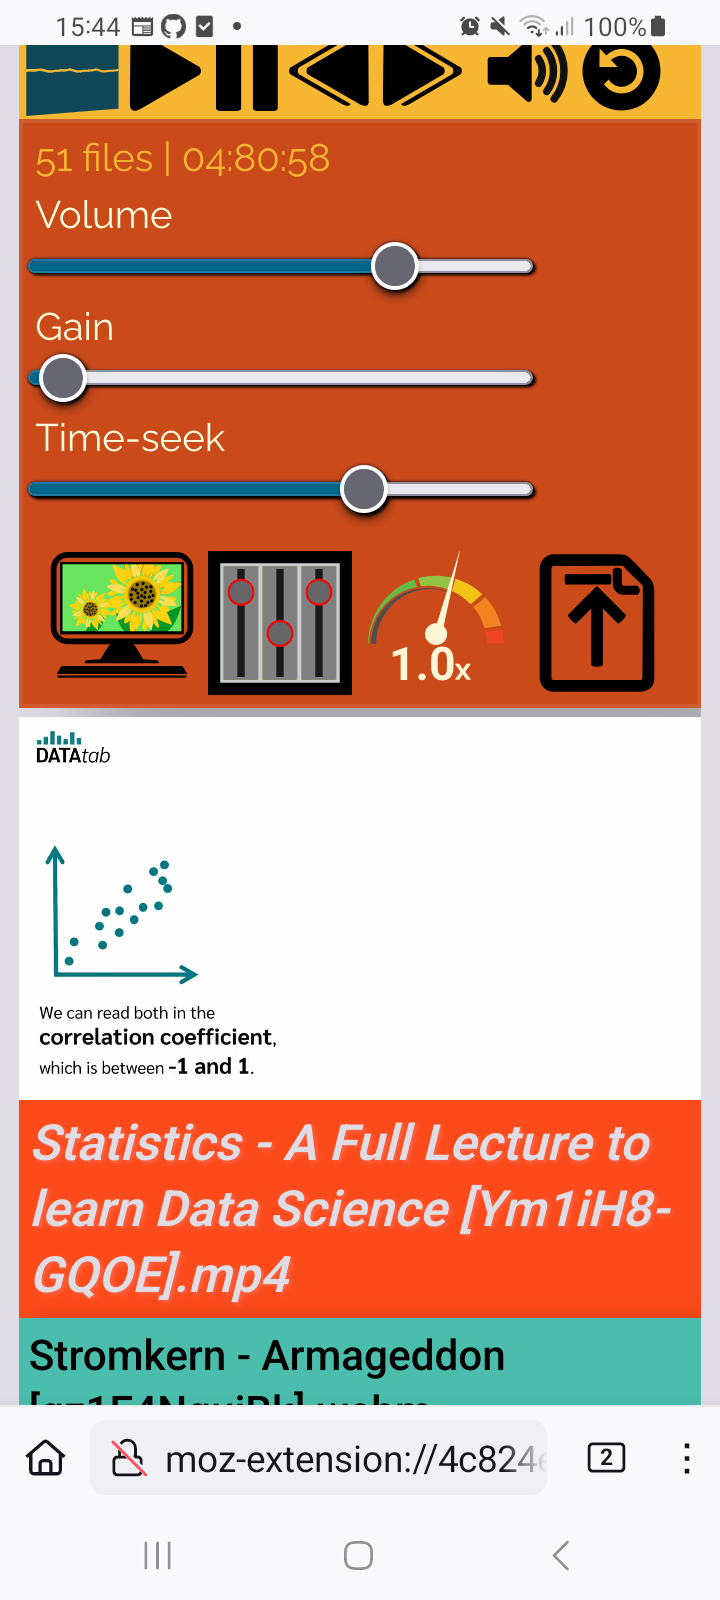 15:44
100%
51 files | 04:80:58
Volume
Gain
Time-seek
1.0x
DATAtab
We can read both in the
correlation coefficient,
which is between -1 and 1.
Statistics - A Full Lecture to
learn Data Science [Ym1iH8-
GQOE].mp4
Stromkern - Armageddon
moz-extension://4c824
2